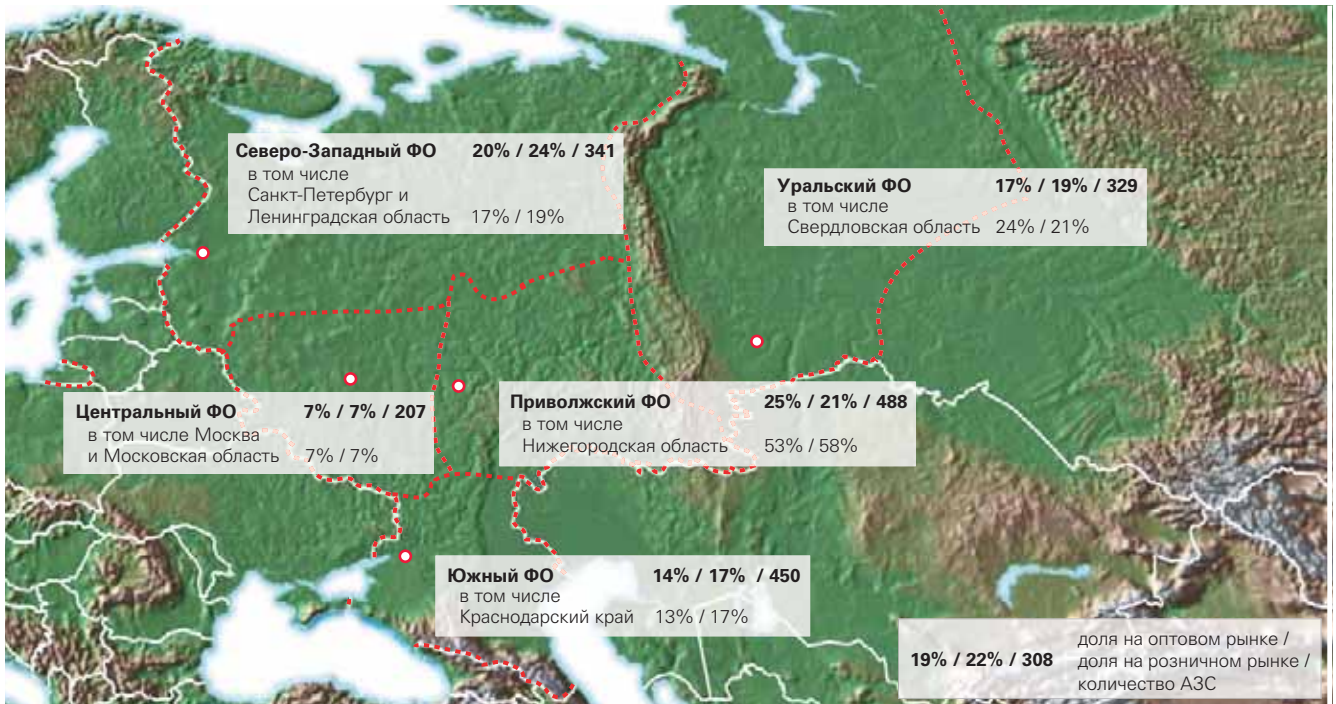 Северо-Западный ФО 20% / 24% / 341
в том числе
Санкт-Петербург и
Ленинградская область 17% / 19%
Уральский ФО 17% / 19% / 329
в том числе
Свердловская область 24% / 21%
Центральный ФО 7% / 7% / 207
в том числе Москва
и Московская область 7% / 7%
Приволжский ФО 25% / 21% / 488
в том числе
Нижегородская область 53% / 58%
Южный ФО 14% / 17% / 450
в том числе
Краснодарский край 13% / 17%
19% / 22% / 308
доля на оптовом рынке /
доля на розничном рынке /
количество АЗС